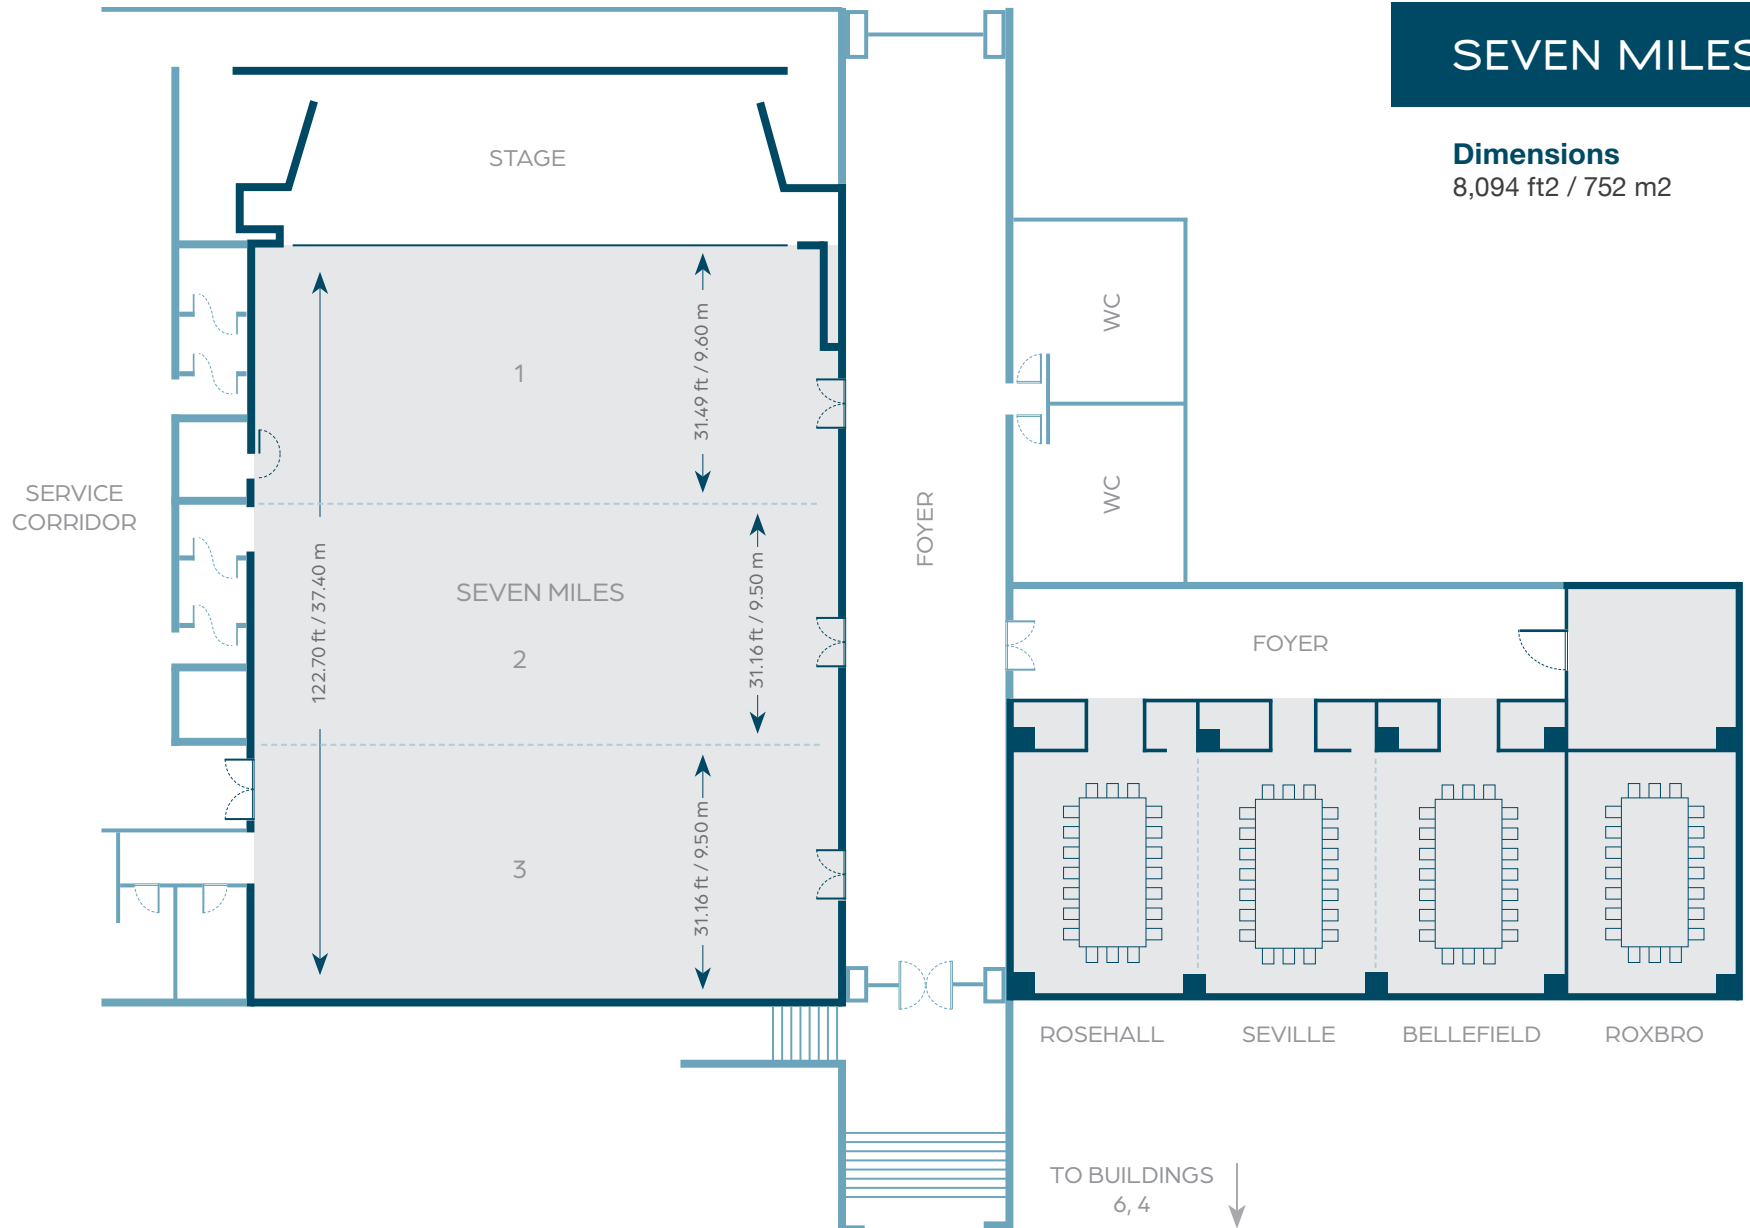 SEVEN MILES
Dimensions
8,094 ft2 / 752 m2
STAGE
1
31.49 ft / 9.60 m
WC
WC
SERVICE
CORRIDOR
FOYER
122.70 ft / 37.40 m
SEVEN MILES
2
31.16 ft / 9.50 m
FOYER
3
31.16 ft / 9.50 m
ROSEHALL
SEVILLE
BELLEFIELD
ROXBRO
TO BUILDINGS
6, 4